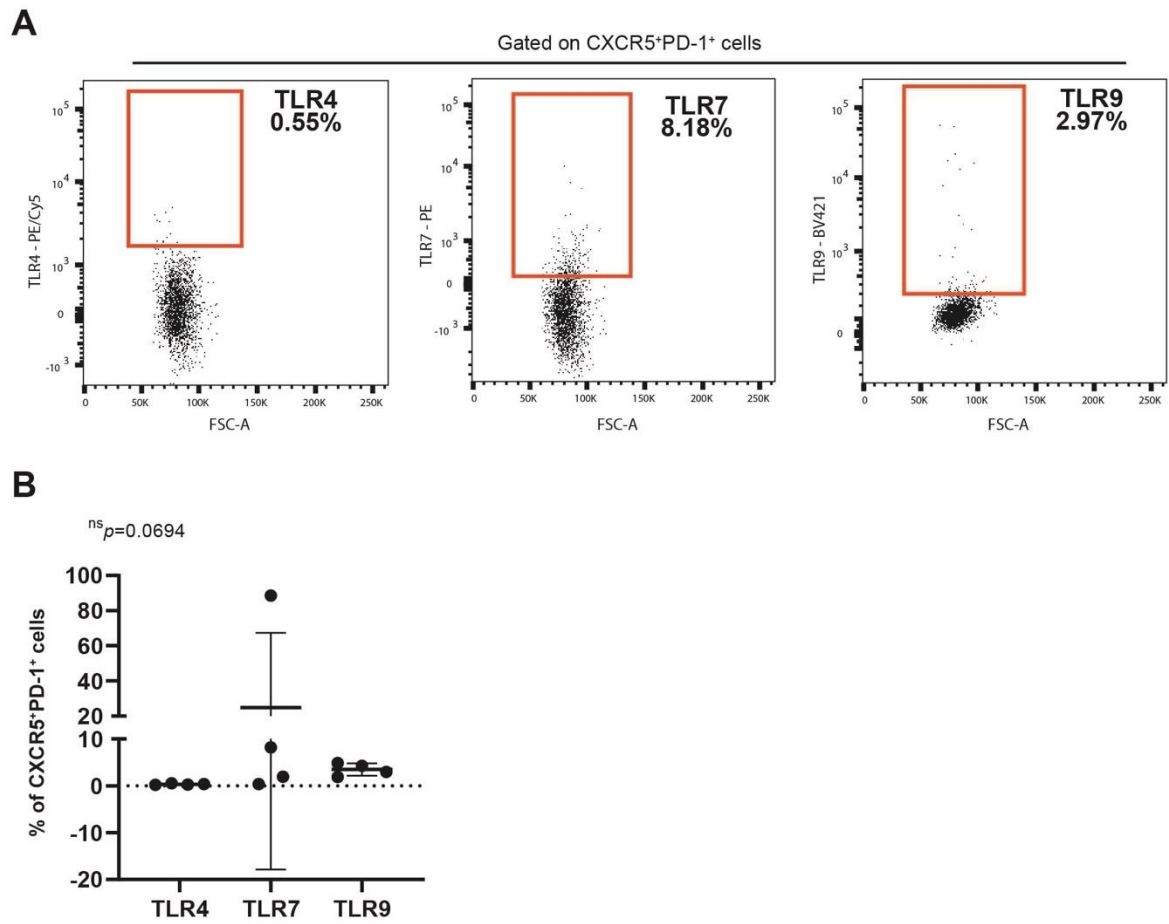 A
Gated on CXCR5⁺PD-1⁺ cells
TLR4
0.55%
TLR4 - PE/Cy5
10⁵
10⁴
10³
0
-10³
0 50K 100K 150K 200K 250K
FSC-A
TLR7
8.18%
TLR7 - PE
10⁵
10⁴
10³
0
-10³
0 50K 100K 150K 200K 250K
FSC-A
TLR9
2.97%
TLR9 - BV421
10⁵
10⁴
10³
0
0 50K 100K 150K 200K 250K
FSC-A
B
ⁿˢp=0.0694
% of CXCR5⁺PD-1⁺ cells
100
80
60
40
20
10
0
-10
-20
TLR4 TLR7 TLR9